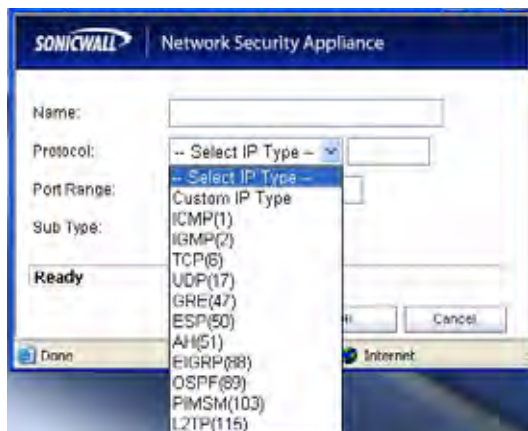 SONICWALL Network Security Appliance
Name:
Protocol: -- Select IP Type --
-- Select IP Type --
Port Range:
Custom IP Type
ICMP(1)
Sub Type:
IGMP(2)
TCP(6)
Ready
UDP(17)
GRE(47)
ESP(50)
Cancel
AH(51)
Done
Internet
EIGRP(88)
OSPF(89)
PIMSM(103)
L2TP(115)